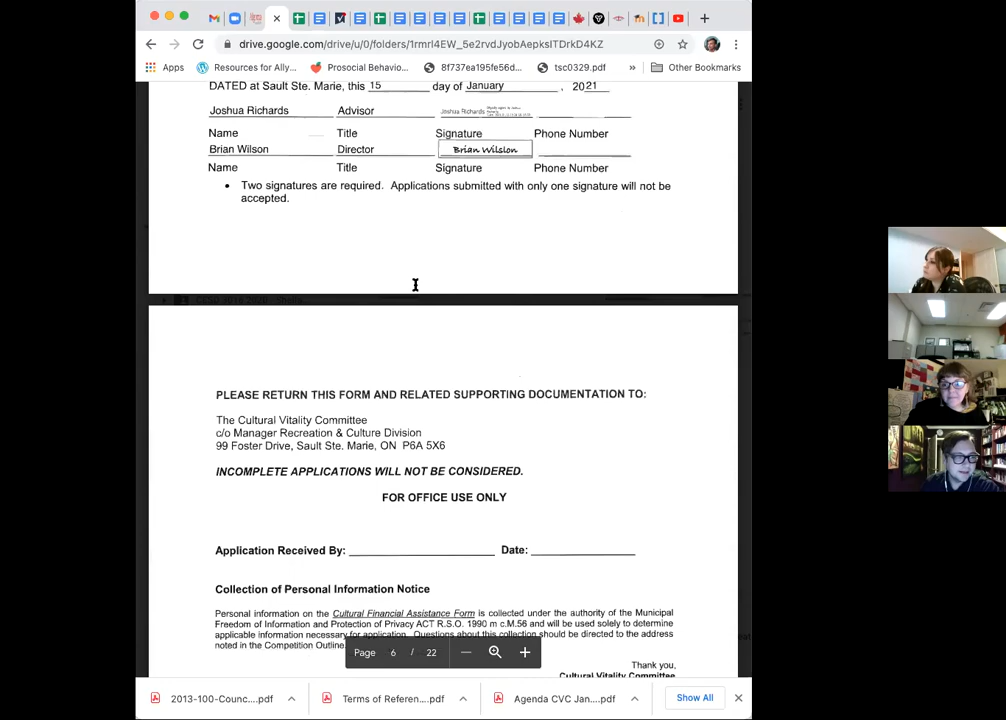 drive.google.com/drive/u/0/folders/1rmrI4EW_5e2rvdJyobAepksITDrkD4KZ
Apps Resources for Ally... Prosocial Behavio... 8f737ea39156e56d... tsc0329.pdf » Other Bookmarks
DATED at Sault Ste. Marie, this 15 day of January , 2021
Joshua Richards Advisor Joshua Richards
Name Title Signature Phone Number
Brian Wilson Director Brian Wilslon
Name Title Signature Phone Number
• Two signatures are required. Applications submitted with only one signature will not be
accepted.
PLEASE RETURN THIS FORM AND RELATED SUPPORTING DOCUMENTATION TO:
The Cultural Vitality Committee
c/o Manager Recreation & Culture Division
99 Foster Drive, Sault Ste. Marie, ON P6A 5X6
INCOMPLETE APPLICATIONS WILL NOT BE CONSIDERED.
FOR OFFICE USE ONLY
Application Received By: Date:
Collection of Personal Information Notice
Personal information on the Cultural Financial Assistance Form is collected under the authority of the Municipal
Freedom of Information and Protection of Privacy ACT R.S.O. 1990 m c.M.56 and will be used solely to determine
applicable information necessary for application. Questions about this collection should be directed to the address
noted in the Competition Outline
Thank you,
Cultural Vitality Committee
Page 6 / 22
2013-100-Counc....pdf Terms of Referen....pdf Agenda CVC Jan....pdf Show All